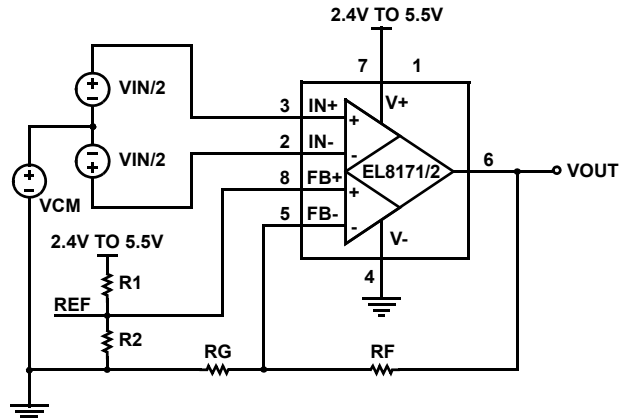 2.4V TO 5.5V
7
1
VIN/2
3
IN+
V+
+
-
+
-
2
IN-
-
EL8171/2
6
VOUT
VIN/2
-
+
8
FB+
+
+
-
VCM
5
FB-
-
V-
2.4V TO 5.5V
4
R1
REF
R2
RG
RF